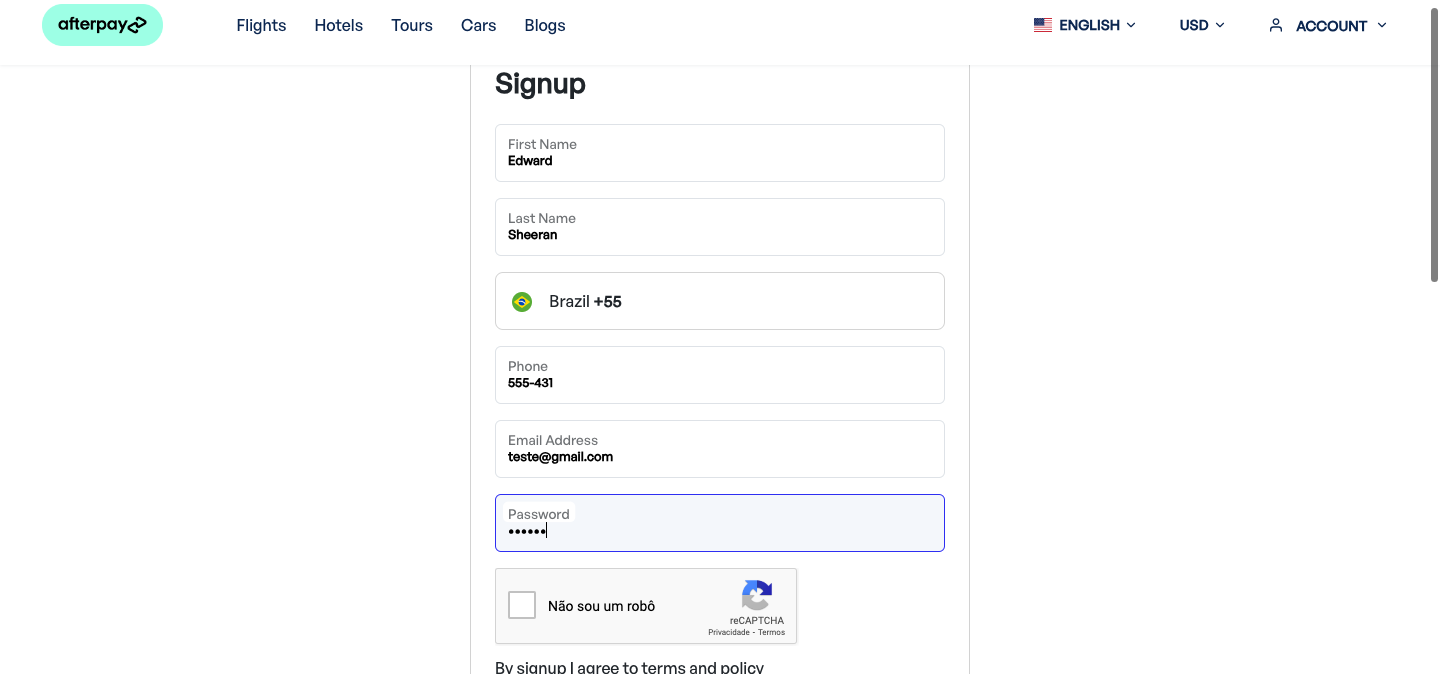 afterpay
Flights Hotels Tours Cars Blogs
ENGLISH USD ACCOUNT
Signup
First Name
Edward
Last Name
Sheeran
Brazil +55
Phone
555-431
Email Address
teste@gmail.com
Password
••••••
Não sou um robô
reCAPTCHA
Privacidade - Termos
By signup I agree to terms and policy